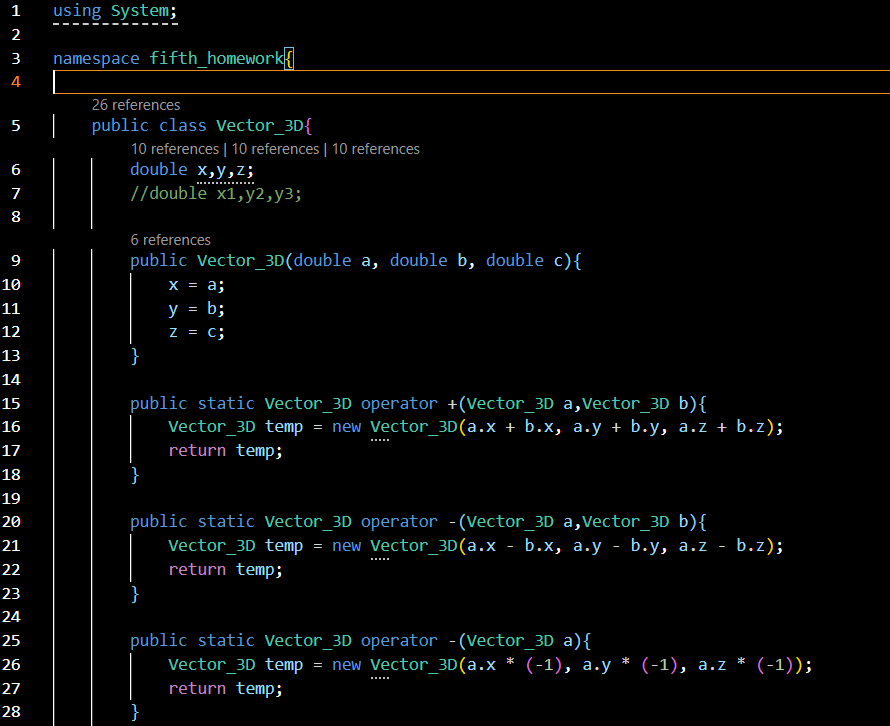 1 using System;
2
3 namespace fifth_homework{
4
26 references
5 public class Vector_3D{
10 references | 10 references | 10 references
6 double x,y,z;
7 //double x1,y2,y3;
8
6 references
9 public Vector_3D(double a, double b, double c){
10 x = a;
11 y = b;
12 z = c;
13 }
14
15 public static Vector_3D operator +(Vector_3D a,Vector_3D b){
16 Vector_3D temp = new Vector_3D(a.x + b.x, a.y + b.y, a.z + b.z);
17 return temp;
18 }
19
20 public static Vector_3D operator -(Vector_3D a,Vector_3D b){
21 Vector_3D temp = new Vector_3D(a.x - b.x, a.y - b.y, a.z - b.z);
22 return temp;
23 }
24
25 public static Vector_3D operator -(Vector_3D a){
26 Vector_3D temp = new Vector_3D(a.x * (-1), a.y * (-1), a.z * (-1));
27 return temp;
28 }